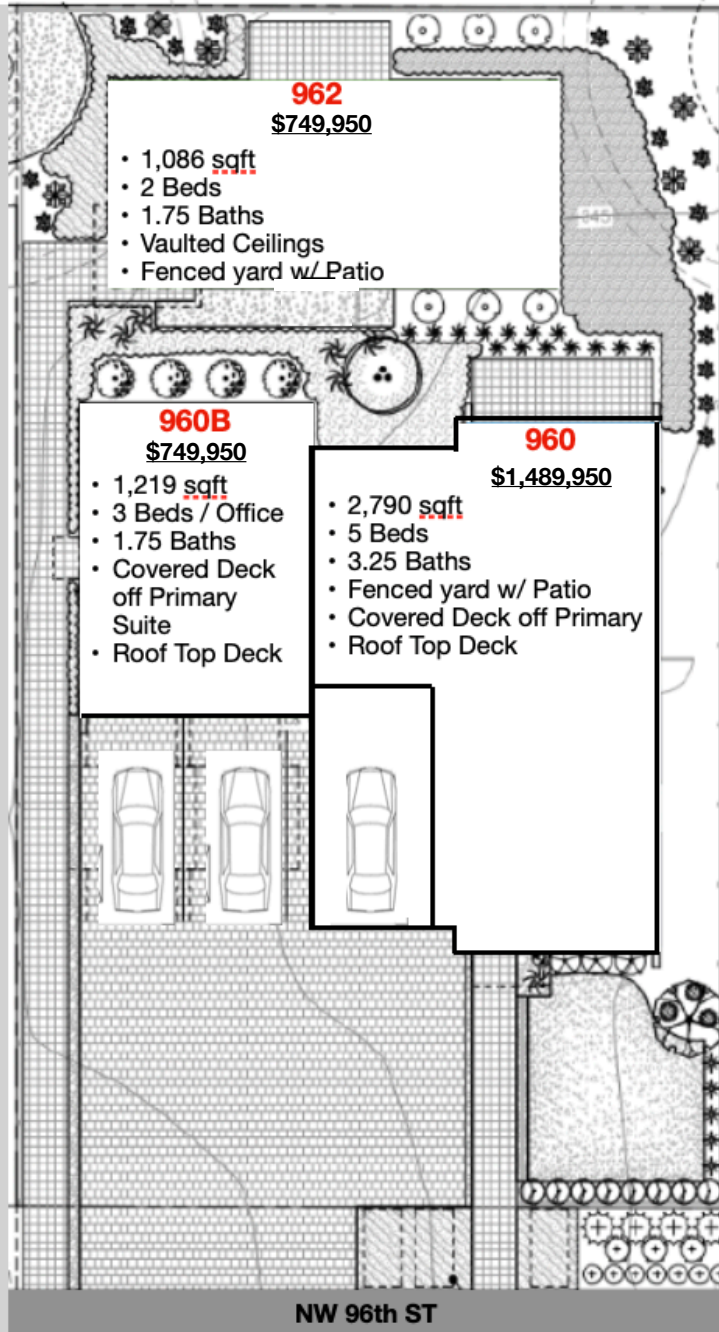 962
$749,950
• 1,086 sqft
• 2 Beds
• 1.75 Baths
• Vaulted Ceilings
• Fenced yard w/ Patio
345
960B
$749,950
• 1,219 sqft
• 3 Beds / Office
• 1.75 Baths
• Covered Deck
off Primary
Suite
• Roof Top Deck
960
$1,489,950
• 2,790 sqft
• 5 Beds
• 3.25 Baths
• Fenced yard w/ Patio
• Covered Deck off Primary
• Roof Top Deck
NW 96th ST